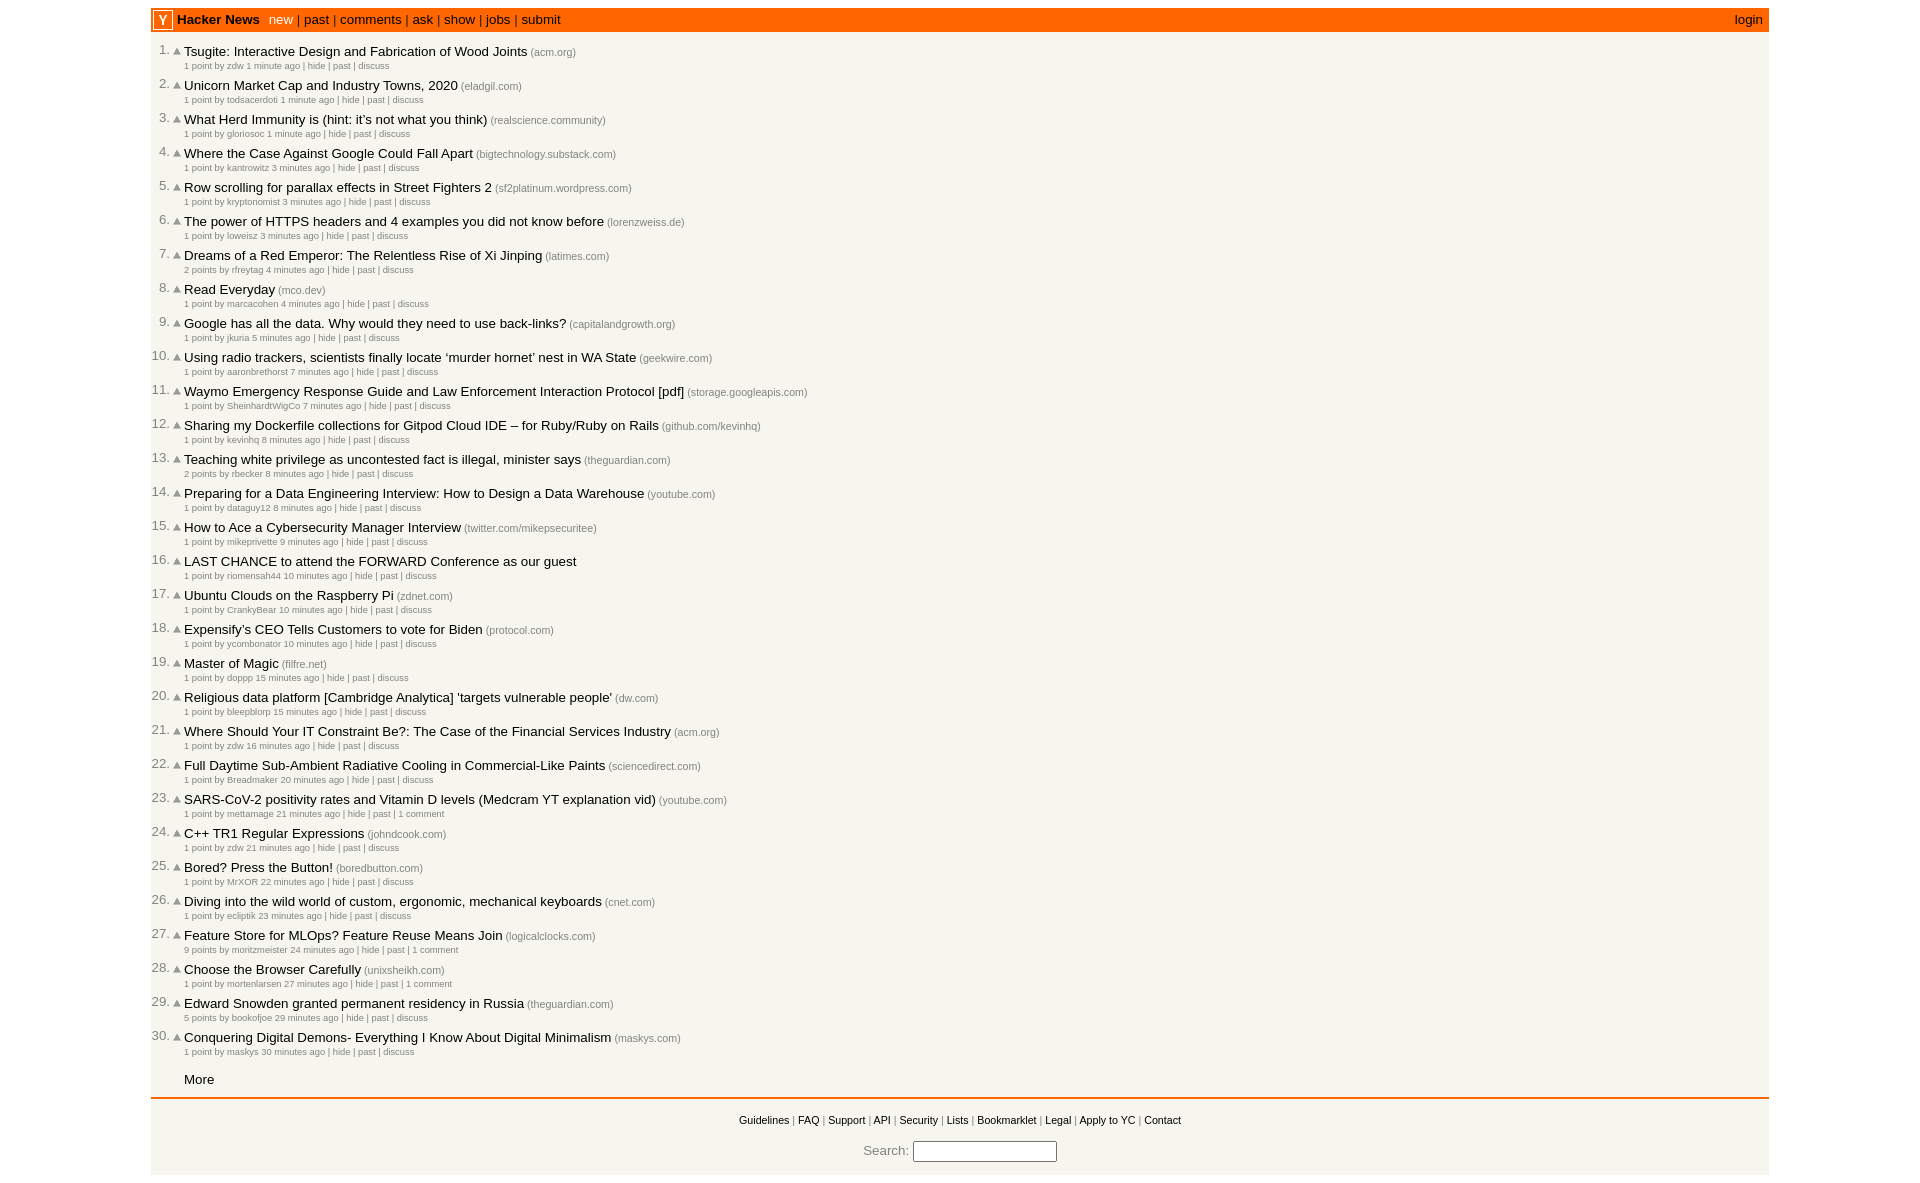 Y Hacker News new | past | comments | ask | show | jobs | submit login
1. Tsugite: Interactive Design and Fabrication of Wood Joints (acm.org)
1 point by zdw 1 minute ago | hide | past | discuss
2. Unicorn Market Cap and Industry Towns, 2020 (eladgil.com)
1 point by todsacerdoti 1 minute ago | hide | past | discuss
3. What Herd Immunity is (hint: it’s not what you think) (realscience.community)
1 point by gloriosoc 1 minute ago | hide | past | discuss
4. Where the Case Against Google Could Fall Apart (bigtechnology.substack.com)
1 point by kantrowitz 3 minutes ago | hide | past | discuss
5. Row scrolling for parallax effects in Street Fighters 2 (sf2platinum.wordpress.com)
1 point by kryptonomist 3 minutes ago | hide | past | discuss
6. The power of HTTPS headers and 4 examples you did not know before (lorenzweiss.de)
1 point by loweisz 3 minutes ago | hide | past | discuss
7. Dreams of a Red Emperor: The Relentless Rise of Xi Jinping (latimes.com)
2 points by rfreytag 4 minutes ago | hide | past | discuss
8. Read Everyday (mco.dev)
1 point by marcacohen 4 minutes ago | hide | past | discuss
9. Google has all the data. Why would they need to use back-links? (capitalandgrowth.org)
1 point by jkuria 5 minutes ago | hide | past | discuss
10. Using radio trackers, scientists finally locate ‘murder hornet’ nest in WA State (geekwire.com)
1 point by aaronbrethorst 7 minutes ago | hide | past | discuss
11. Waymo Emergency Response Guide and Law Enforcement Interaction Protocol [pdf] (storage.googleapis.com)
1 point by SheinhardtWigCo 7 minutes ago | hide | past | discuss
12. Sharing my Dockerfile collections for Gitpod Cloud IDE – for Ruby/Ruby on Rails (github.com/kevinhq)
1 point by kevinhq 8 minutes ago | hide | past | discuss
13. Teaching white privilege as uncontested fact is illegal, minister says (theguardian.com)
2 points by rbecker 8 minutes ago | hide | past | discuss
14. Preparing for a Data Engineering Interview: How to Design a Data Warehouse (youtube.com)
1 point by dataguy12 8 minutes ago | hide | past | discuss
15. How to Ace a Cybersecurity Manager Interview (twitter.com/mikepsecuritee)
1 point by mikeprivette 9 minutes ago | hide | past | discuss
16. LAST CHANCE to attend the FORWARD Conference as our guest
1 point by riomensah44 10 minutes ago | hide | past | discuss
17. Ubuntu Clouds on the Raspberry Pi (zdnet.com)
1 point by CrankyBear 10 minutes ago | hide | past | discuss
18. Expensify’s CEO Tells Customers to vote for Biden (protocol.com)
1 point by ycombonator 10 minutes ago | hide | past | discuss
19. Master of Magic (filfre.net)
1 point by doppp 15 minutes ago | hide | past | discuss
20. Religious data platform [Cambridge Analytica] 'targets vulnerable people' (dw.com)
1 point by bleepblorp 15 minutes ago | hide | past | discuss
21. Where Should Your IT Constraint Be?: The Case of the Financial Services Industry (acm.org)
1 point by zdw 16 minutes ago | hide | past | discuss
22. Full Daytime Sub-Ambient Radiative Cooling in Commercial-Like Paints (sciencedirect.com)
1 point by Breadmaker 20 minutes ago | hide | past | discuss
23. SARS-CoV-2 positivity rates and Vitamin D levels (Medcram YT explanation vid) (youtube.com)
1 point by mettamage 21 minutes ago | hide | past | 1 comment
24. C++ TR1 Regular Expressions (johndcook.com)
1 point by zdw 21 minutes ago | hide | past | discuss
25. Bored? Press the Button! (boredbutton.com)
1 point by MrXOR 22 minutes ago | hide | past | discuss
26. Diving into the wild world of custom, ergonomic, mechanical keyboards (cnet.com)
1 point by ecliptik 23 minutes ago | hide | past | discuss
27. Feature Store for MLOps? Feature Reuse Means Join (logicalclocks.com)
9 points by moritzmeister 24 minutes ago | hide | past | 1 comment
28. Choose the Browser Carefully (unixsheikh.com)
1 point by mortenlarsen 27 minutes ago | hide | past | 1 comment
29. Edward Snowden granted permanent residency in Russia (theguardian.com)
5 points by bookofjoe 29 minutes ago | hide | past | discuss
30. Conquering Digital Demons- Everything I Know About Digital Minimalism (maskys.com)
1 point by maskys 30 minutes ago | hide | past | discuss
More
Guidelines | FAQ | Support | API | Security | Lists | Bookmarklet | Legal | Apply to YC | Contact
Search: